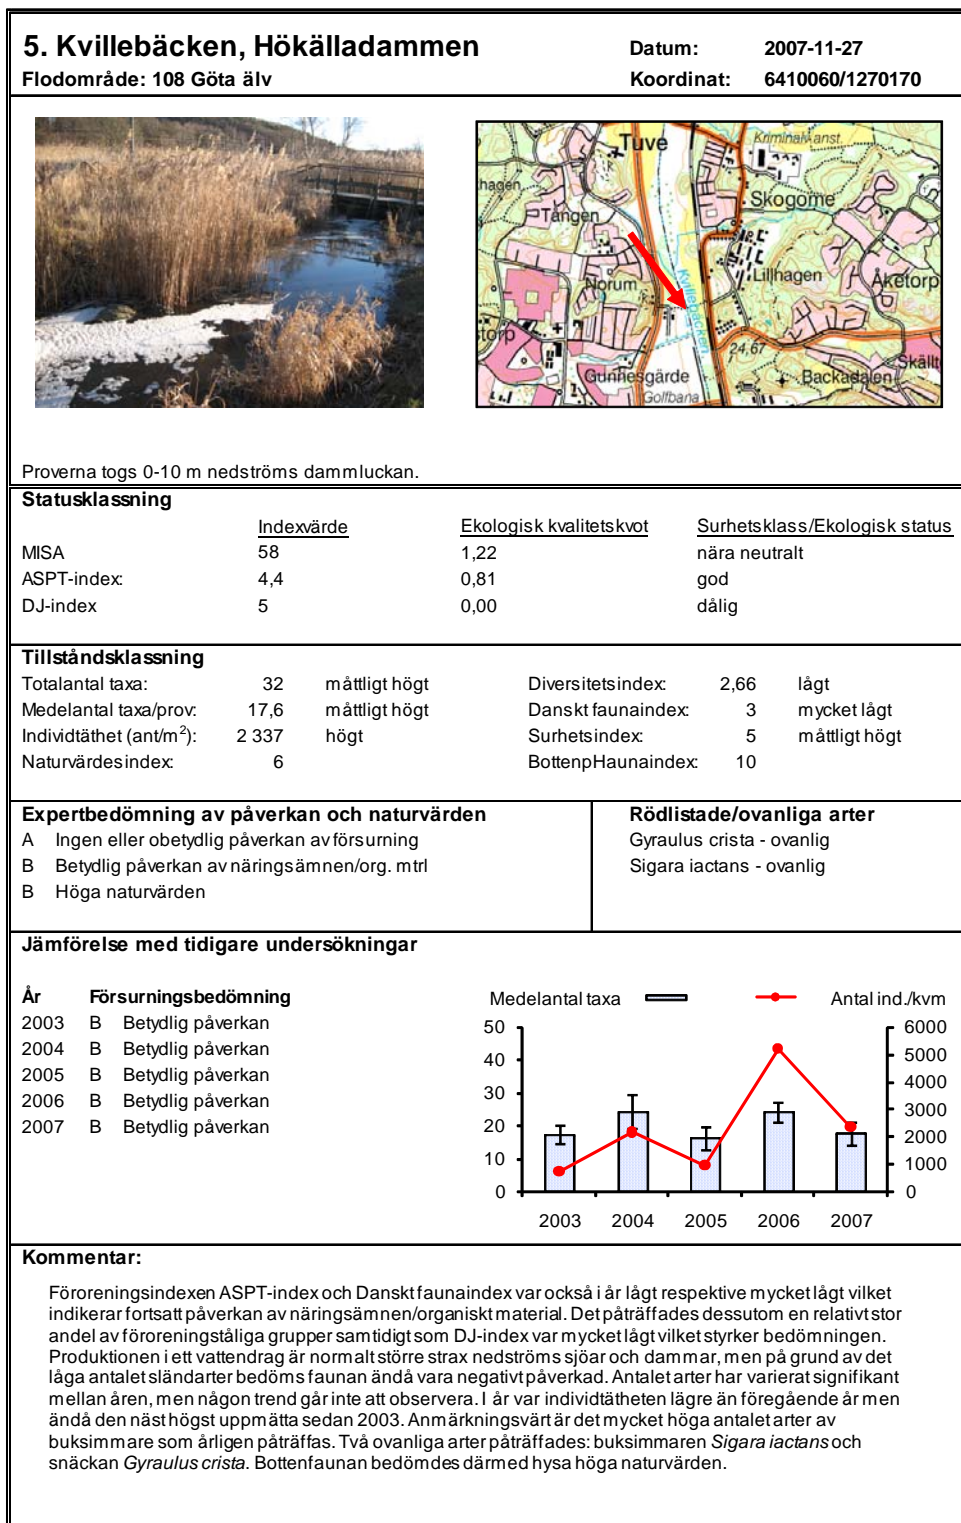 5. Kvillebäcken, Hökälladammen
Datum: 2007-11-27
Flodområde: 108 Göta älv
Koordinat: 6410060/1270170
Tuve
Kriminalv.anst.
hagen
Skogome
Tången
Norum
Lillhagen
Åketorp
Kvillebäcken
storp
24,67
Skällt
Gunnesgärde
Backadalen
Golfbana
Proverna togs 0-10 m nedströms dammluckan.
Statusklassning
Indexvärde Ekologisk kvalitetskvot Surhetsklass/Ekologisk status
MISA 58 1,22 nära neutralt
ASPT-index: 4,4 0,81 god
DJ-index 5 0,00 dålig
Tillståndsklassning
Totalantal taxa: 32 måttligt högt Diversitetsindex: 2,66 lågt
Medelantal taxa/prov: 17,6 måttligt högt Danskt faunaindex: 3 mycket lågt
Individtäthet (ant/m²): 2 337 högt Surhetsindex: 5 måttligt högt
Naturvärdesindex: 6 BottenpHaunaindex: 10
Expertbedömning av påverkan och naturvärden
A Ingen eller obetydlig påverkan av försurning
B Betydlig påverkan av näringsämnen/org. mtrl
B Höga naturvärden
Rödlistade/ovanliga arter
Gyraulus crista - ovanlig
Sigara iactans - ovanlig
Jämförelse med tidigare undersökningar
År Försurningsbedömning
2003 B Betydlig påverkan
2004 B Betydlig påverkan
2005 B Betydlig påverkan
2006 B Betydlig påverkan
2007 B Betydlig påverkan
Medelantal taxa Antal ind./kvm
50 6000
40 5000
30 4000
20 3000
10 2000
0 1000
0
2003 2004 2005 2006 2007
Kommentar:
Föroreningsindexen ASPT-index och Danskt faunaindex var också i år lågt respektive mycket lågt vilket
indikerar fortsatt påverkan av näringsämnen/organiskt material. Det påträffades dessutom en relativt stor
andel av föroreningståliga grupper samtidigt som DJ-index var mycket lågt vilket styrker bedömningen.
Produktionen i ett vattendrag är normalt större strax nedströms sjöar och dammar, men på grund av det
låga antalet sländarter bedöms faunan ändå vara negativt påverkad. Antalet arter har varierat signifikant
mellan åren, men någon trend går inte att observera. I år var individtätheten lägre än föregående år men
ändå den näst högst uppmätta sedan 2003. Anmärkningsvärt är det mycket höga antalet arter av
buksimmare som årligen påträffas. Två ovanliga arter påträffades: buksimmaren Sigara iactans och
snäckan Gyraulus crista. Bottenfaunan bedömdes därmed hysa höga naturvärden.